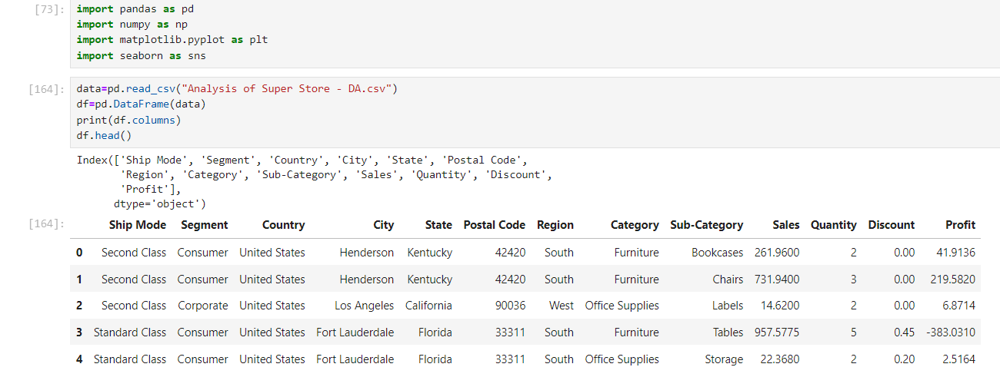 [73]: import pandas as pd
import numpy as np
import matplotlib.pyplot as plt
import seaborn as sns
[164]: data=pd.read_csv("Analysis of Super Store - DA.csv")
df=pd.DataFrame(data)
print(df.columns)
df.head()
Index(['Ship Mode', 'Segment', 'Country', 'City', 'State', 'Postal Code',
'Region', 'Category', 'Sub-Category', 'Sales', 'Quantity', 'Discount',
'Profit'],
dtype='object')
[164]: Ship Mode Segment Country City State Postal Code Region Category Sub-Category Sales Quantity Discount Profit
0 Second Class Consumer United States Henderson Kentucky 42420 South Furniture Bookcases 261.9600 2 0.00 41.9136
1 Second Class Consumer United States Henderson Kentucky 42420 South Furniture Chairs 731.9400 3 0.00 219.5820
2 Second Class Corporate United States Los Angeles California 90036 West Office Supplies Labels 14.6200 2 0.00 6.8714
3 Standard Class Consumer United States Fort Lauderdale Florida 33311 South Furniture Tables 957.5775 5 0.45 -383.0310
4 Standard Class Consumer United States Fort Lauderdale Florida 33311 South Office Supplies Storage 22.3680 2 0.20 2.5164